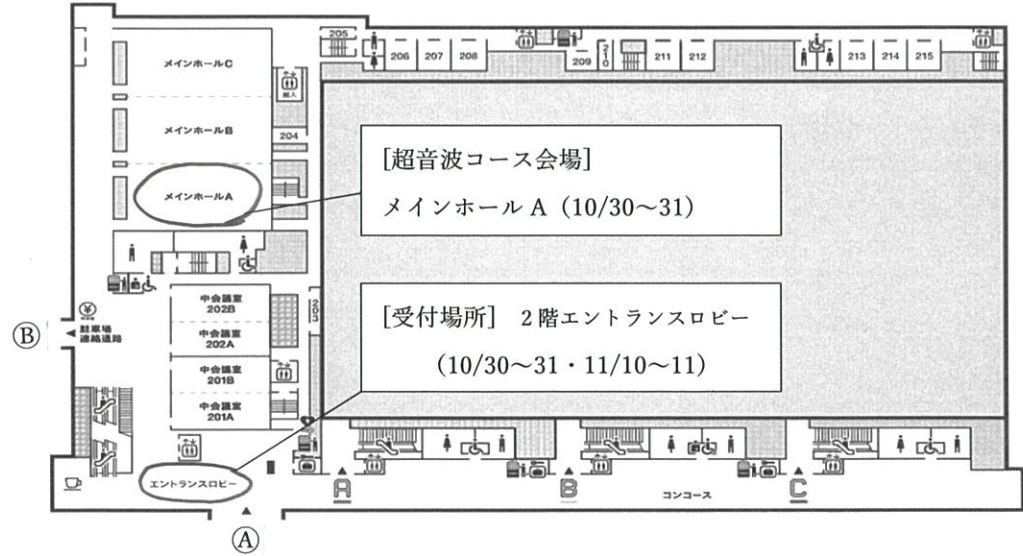 205
206
207
208
209
210
211
212
213
214
215
メインホールC
搬入
メインホールB
204
[超音波コース会場]
メインホールA(10/30～31)
メインホールA
中会議室
202B
203
[受付場所] 2階エントランスロビー
(10/30～31・11/10～11)
¥
Ⓑ
駐車場
連絡通路
中会議室
202A
中会議室
201B
中会議室
201A
エントランスロビー
A
B
C
コンコース
Ⓐ